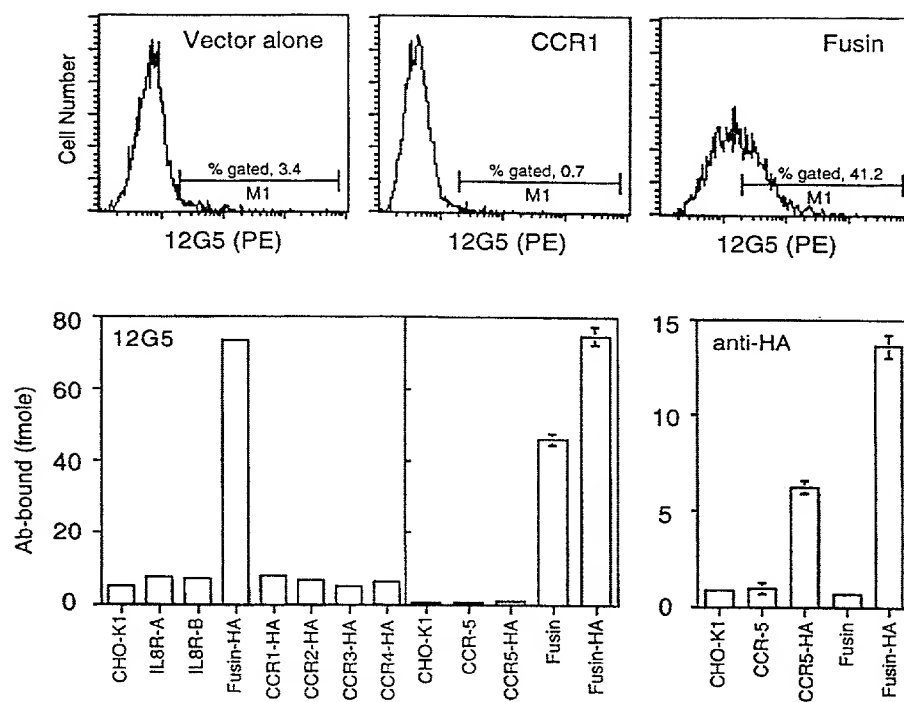 Vector alone
CCR1
Fusin
Cell Number
% gated, 3.4
M1
% gated, 0.7
M1
% gated, 41.2
M1
12G5 (PE)
12G5 (PE)
12G5 (PE)
12G5
anti-HA
Ab-bound (fmole)
80
60
40
20
0
15
10
5
0
CHO-K1
IL8R-A
IL8R-B
Fusin-HA
CCR1-HA
CCR2-HA
CCR3-HA
CCR4-HA
CHO-K1
CCR-5
CCR5-HA
Fusin
Fusin-HA
CHO-K1
CCR-5
CCR5-HA
Fusin
Fusin-HA